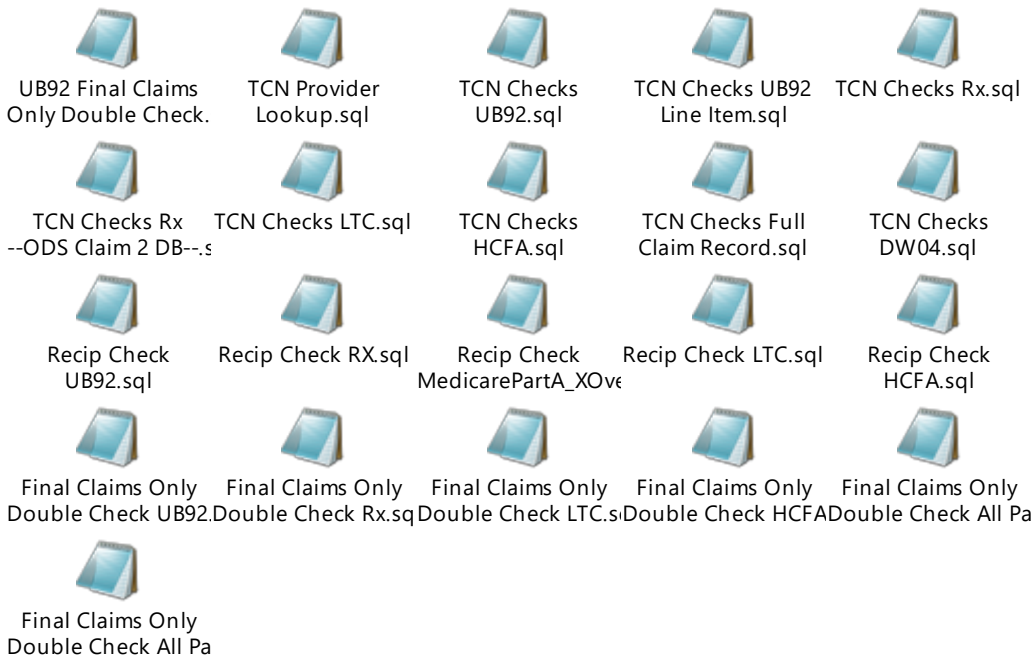 UB92 Final Claims
Only Double Check.
TCN Provider
Lookup.sql
TCN Checks
UB92.sql
TCN Checks UB92
Line Item.sql
TCN Checks Rx.sql
TCN Checks Rx
--ODS Claim 2 DB--.s
TCN Checks LTC.sql
TCN Checks
HCFA.sql
TCN Checks Full
Claim Record.sql
TCN Checks
DW04.sql
Recip Check
UB92.sql
Recip Check RX.sql
Recip Check
MedicarePartA_XOve
Recip Check LTC.sql
Recip Check
HCFA.sql
Final Claims Only
Double Check UB92.
Final Claims Only
Double Check Rx.sq
Final Claims Only
Double Check LTC.s
Final Claims Only
Double Check HCFA
Final Claims Only
Double Check All Pa
Final Claims Only
Double Check All Pa